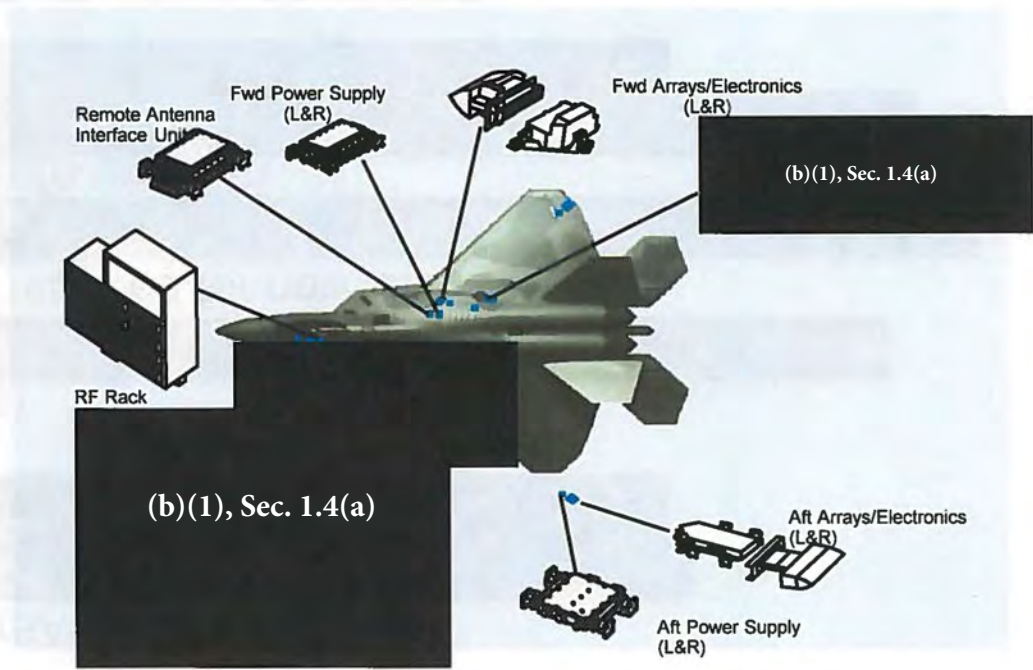 Remote Antenna
Interface Unit
Fwd Power Supply
(L&R)
Fwd Arrays/Electronics
(L&R)
(b)(1), Sec. 1.4(a)
RF Rack
(b)(1), Sec. 1.4(a)
Aft Arrays/Electronics
(L&R)
Aft Power Supply
(L&R)